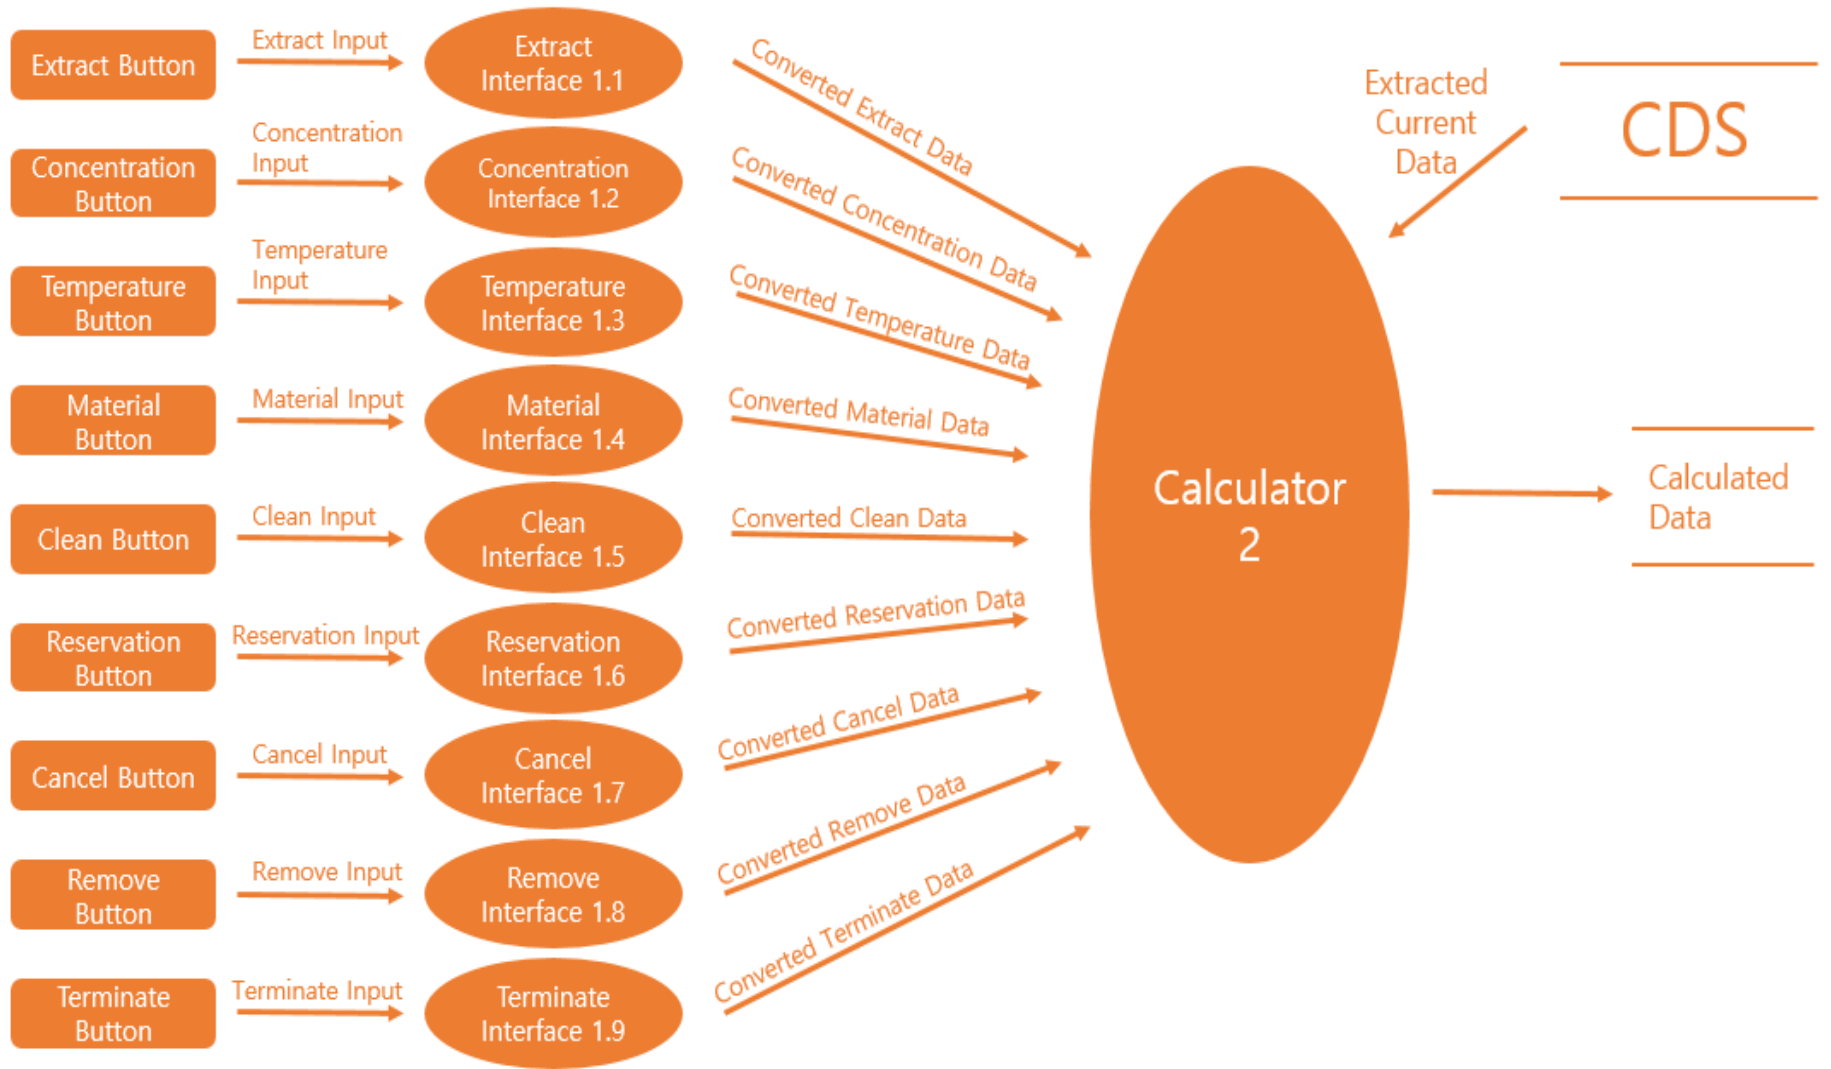 Extract Button
Extract Input
Extract
Interface 1.1
Converted Extract Data
Concentration
Button
Concentration
Input
Concentration
Interface 1.2
Converted Concentration Data
Temperature
Button
Temperature
Input
Temperature
Interface 1.3
Converted Temperature Data
Material
Button
Material Input
Material
Interface 1.4
Converted Material Data
Clean Button
Clean Input
Clean
Interface 1.5
Converted Clean Data
Reservation
Button
Reservation Input
Reservation
Interface 1.6
Converted Reservation Data
Cancel Button
Cancel Input
Cancel
Interface 1.7
Converted Cancel Data
Remove
Button
Remove Input
Remove
Interface 1.8
Converted Remove Data
Terminate
Button
Terminate Input
Terminate
Interface 1.9
Converted Terminate Data
Calculator
2
Extracted
Current
Data
CDS
Calculated
Data